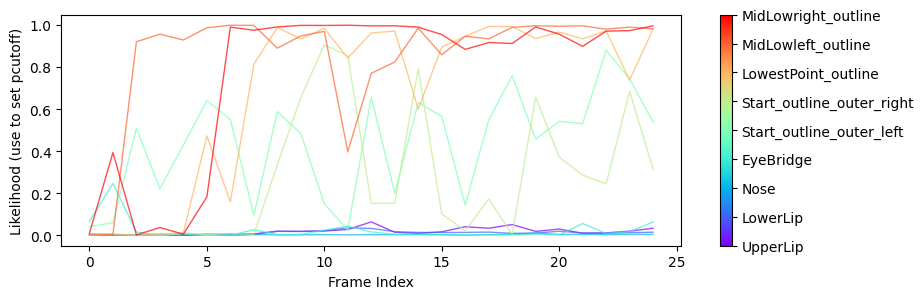 Likelihood (use to set pcutoff)
1.0
0.8
0.6
0.4
0.2
0.0
0
5
10
15
20
25
Frame Index
MidLowright_outline
MidLowleft_outline
LowestPoint_outline
Start_outline_outer_right
Start_outline_outer_left
EyeBridge
Nose
LowerLip
UpperLip